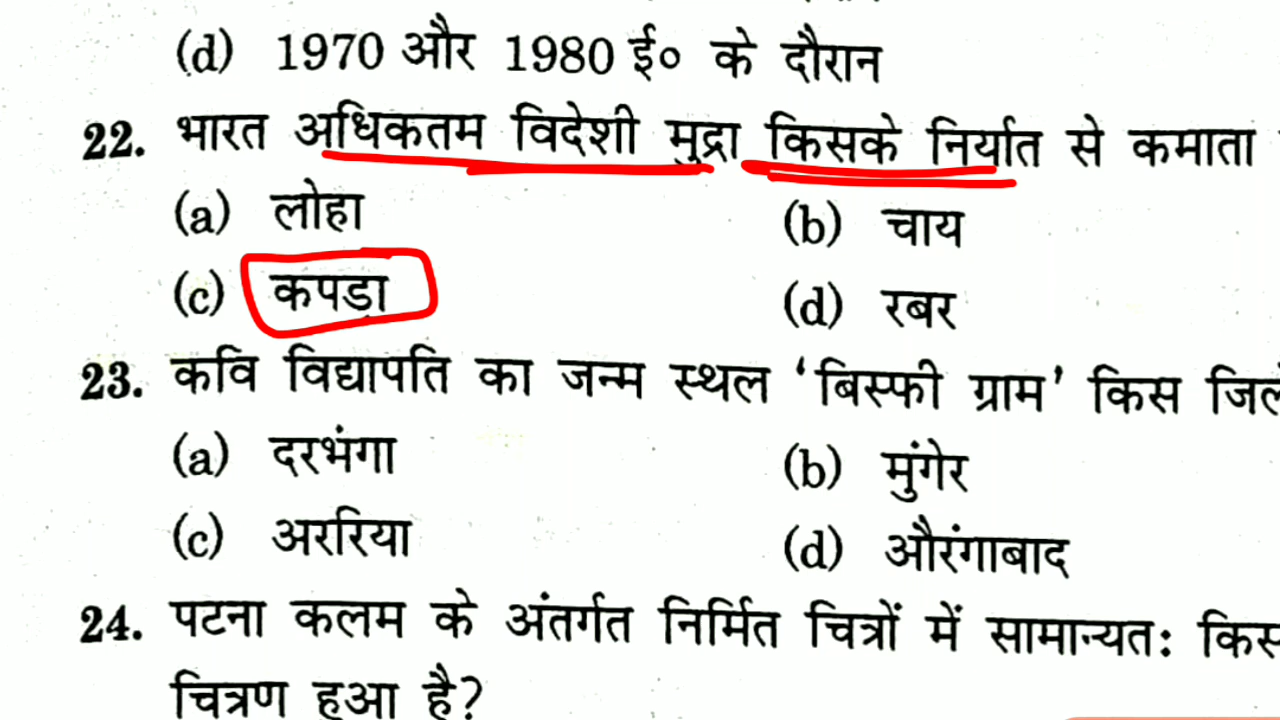 (d) 1970 और 1980 ई० के दौरान
22. भारत अधिकतम विदेशी मुद्रा किसके निर्यात से कमाता
(a) लोहा (b) चाय
(c) कपडा (d) रबर
23. कवि विद्यापति का जन्म स्थल ‘बिस्फी ग्राम’ किस
(a) दरभंगा (b) मुंगेर
(c) अररिया (d) औरंगाबाद
24. पटना कलम के अंतर्गत निर्मित चित्रों में सामान्यतः
चित्रण हुआ है?